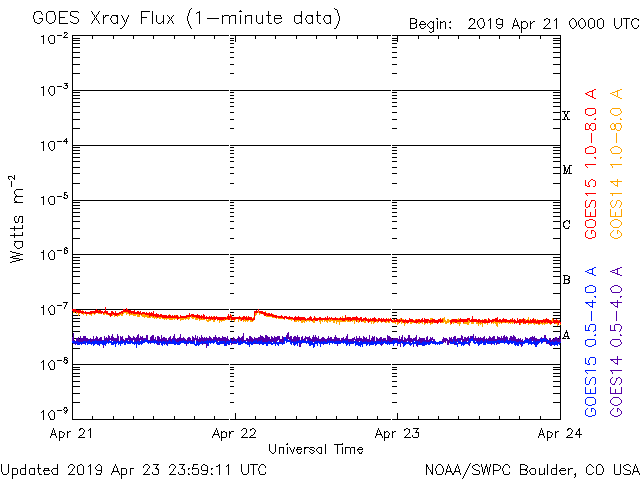 GOES Xray Flux (1-minute data)
Begin: 2019 Apr 21 0000 UTC
10-2
10-3
10-4
10-5
10-6
10-7
10-8
10-9
Watts m-2
X
M
C
B
A
GOES15 1.0-8.0 A
GOES14 1.0-8.0 A
GOES15 0.5-4.0 A
GOES14 0.5-4.0 A
Apr 21
Apr 22
Apr 23
Apr 24
Universal Time
Updated 2019 Apr 23 23:59:11 UTC
NOAA/SWPC Boulder, CO USA